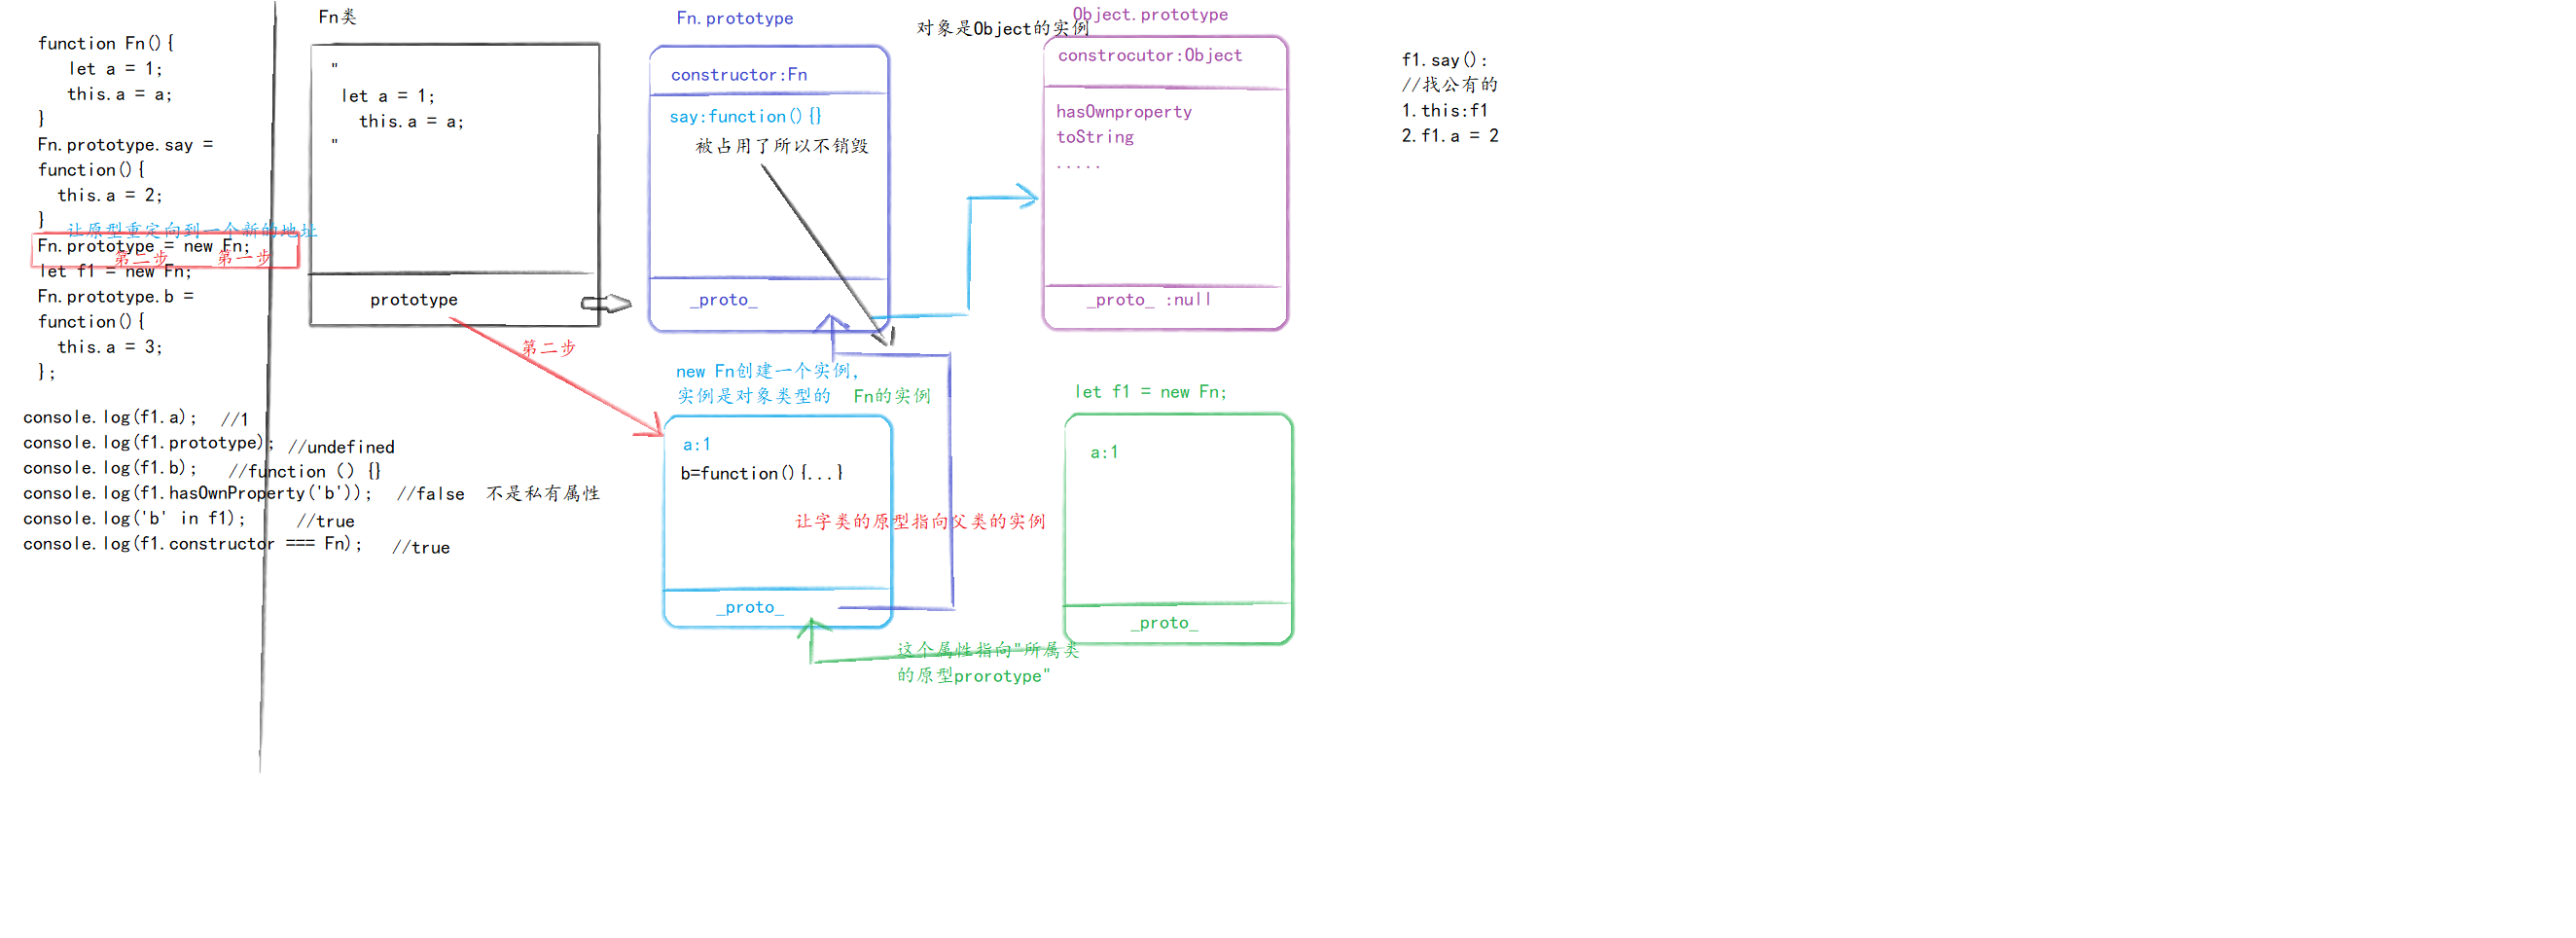 function Fn(){
let a = 1;
this.a = a;
}
Fn.prototype.say =
function(){
this.a = 2;
}
让原型重定向到一个新的地址
Fn.prototype = new Fn;
第二步 第一步
let f1 = new Fn;
Fn.prototype.b =
function(){
this.a = 3;
};
console.log(f1.a); //1
console.log(f1.prototype); //undefined
console.log(f1.b); //function () {}
console.log(f1.hasOwnProperty('b')); //false 不是私有属性
console.log('b' in f1); //true
console.log(f1.constructor === Fn); //true
Fn类
"
let a = 1;
this.a = a;
"
prototype
第二步
Fn.prototype
constructor:Fn
say:function(){}
被占用了所以不销毁
_proto_
new Fn创建一个实例,
实例是对象类型的 Fn的实例
a:1
b=function(){...}
让字类的原型指向父类的实例
_proto_
对象是Object的实例
Object.prototype
constrocutor:Object
hasOwnproperty
toString
.....
_proto_ :null
let f1 = new Fn;
a:1
_proto_
这个属性指向"所属类
的原型prorotype"
f1.say():
//找公有的
1.this:f1
2.f1.a = 2